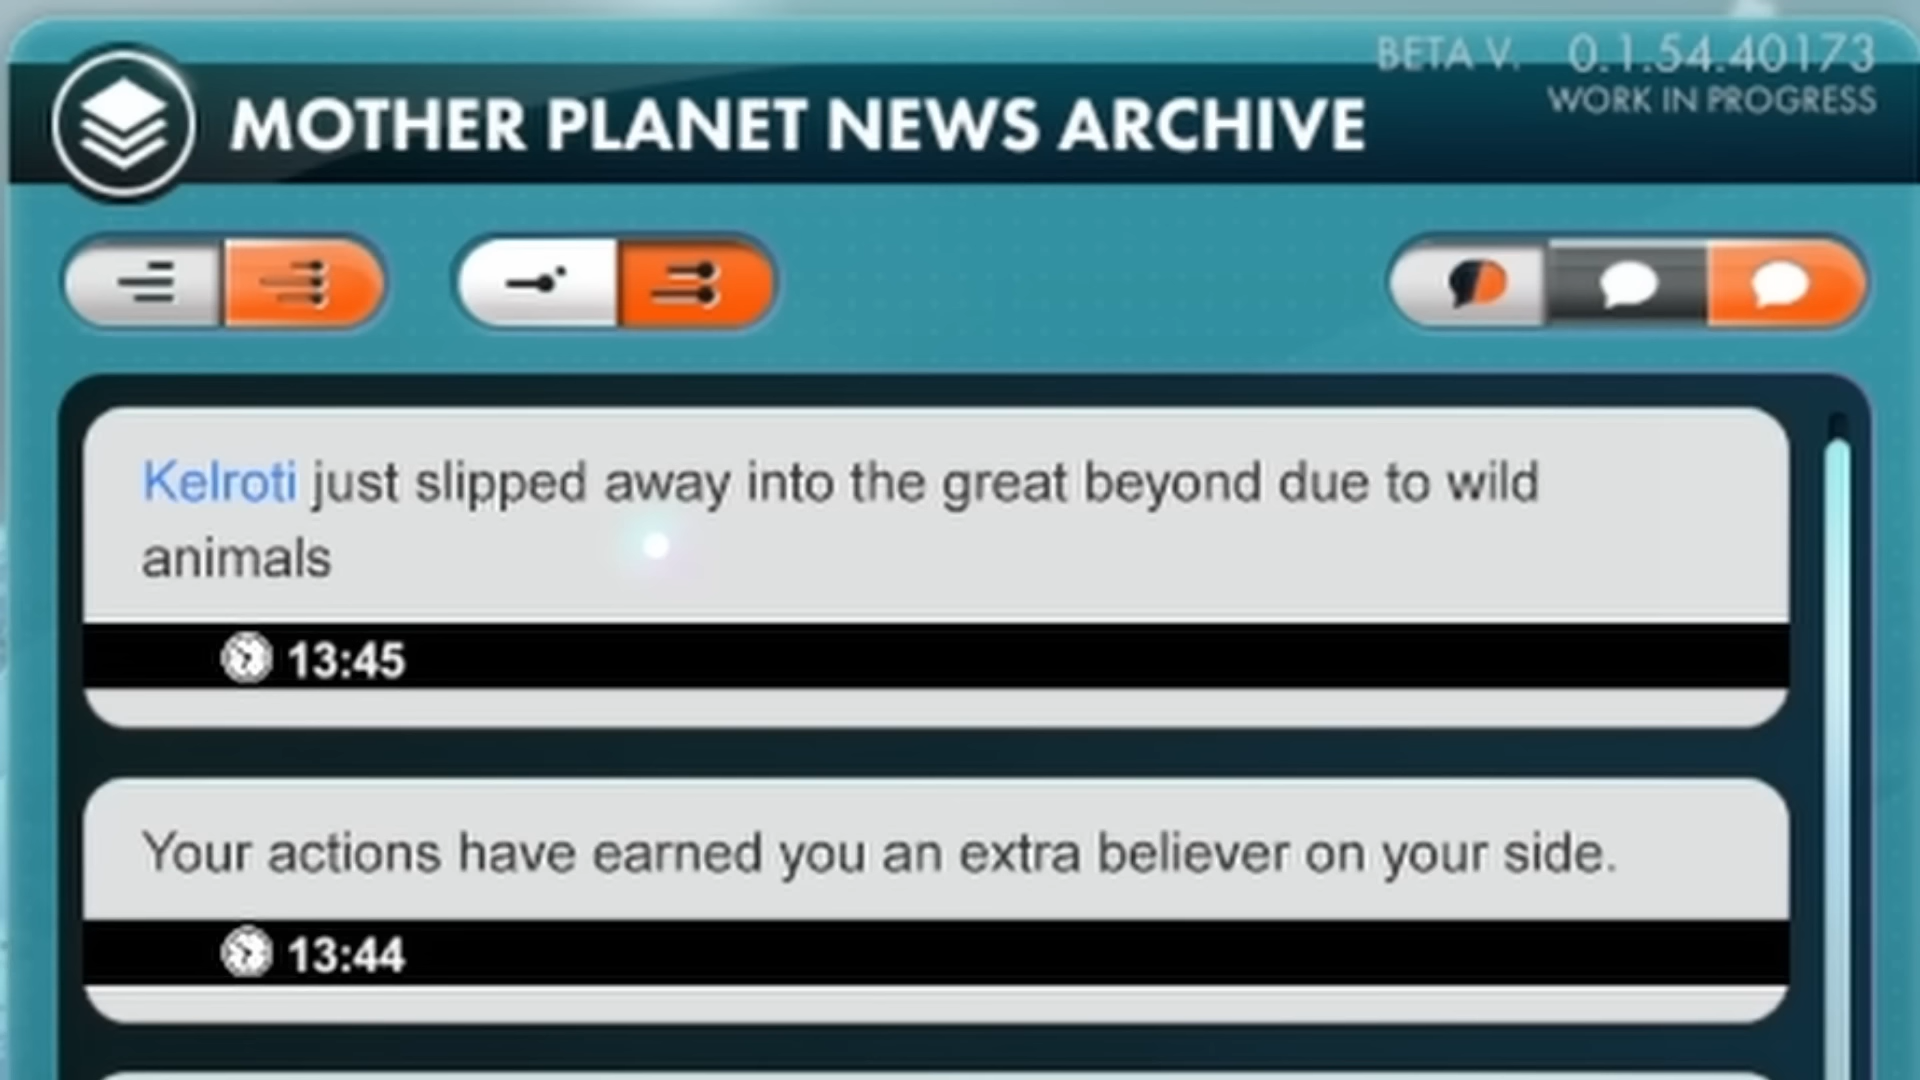 BETA V. 0.1.54.40173
WORK IN PROGRESS
MOTHER PLANET NEWS ARCHIVE
Kelroti just slipped away into the great beyond due to wild
animals
13:45
Your actions have earned you an extra believer on your side.
13:44